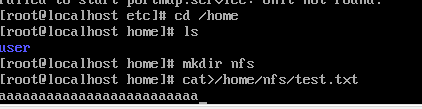 Failed to start portmap.service: Unit not found.
[root@localhost etc]# cd /home
[root@localhost home]# ls
user
[root@localhost home]# mkdir nfs
[root@localhost home]# cat>/home/nfs/test.txt
aaaaaaaaaaaaaaaaaaaaaaaaa_